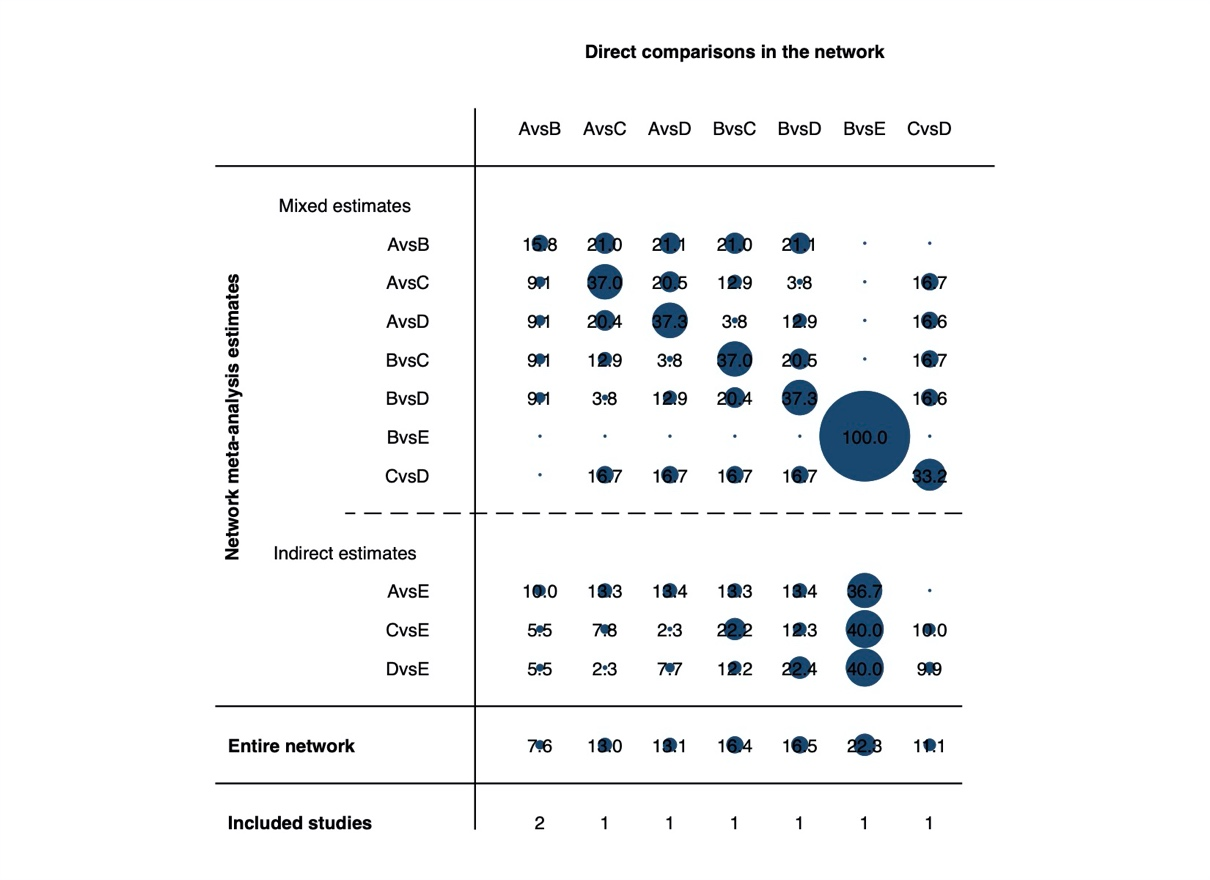 Direct comparisons in the network
AvsB AvsC AvsD BvsC BvsD BvsE CvsD
Network meta-analysis estimates
Mixed estimates
AvsB 15.8 21.0 21.1 21.0 21.1 · ·
AvsC 9.1 37.0 20.5 12.9 3.8 · 16.7
AvsD 9.1 20.4 37.3 3.8 12.9 · 16.6
BvsC 9.1 12.9 3.8 37.0 20.5 · 16.7
BvsD 9.1 3.8 12.9 20.4 37.3 16.6
BvsE · · · · · 100.0 ·
CvsD · 16.7 16.7 16.7 16.7 33.2
Indirect estimates
AvsE 10.0 13.3 13.4 13.3 13.4 36.7 ·
CvsE 5.5 7.8 2.3 22.2 12.3 40.0 10.0
DvsE 5.5 2.3 7.7 12.2 22.4 40.0 9.9
Entire network 7.6 13.0 13.1 16.4 16.5 22.3 11.1
Included studies 2 1 1 1 1 1 1